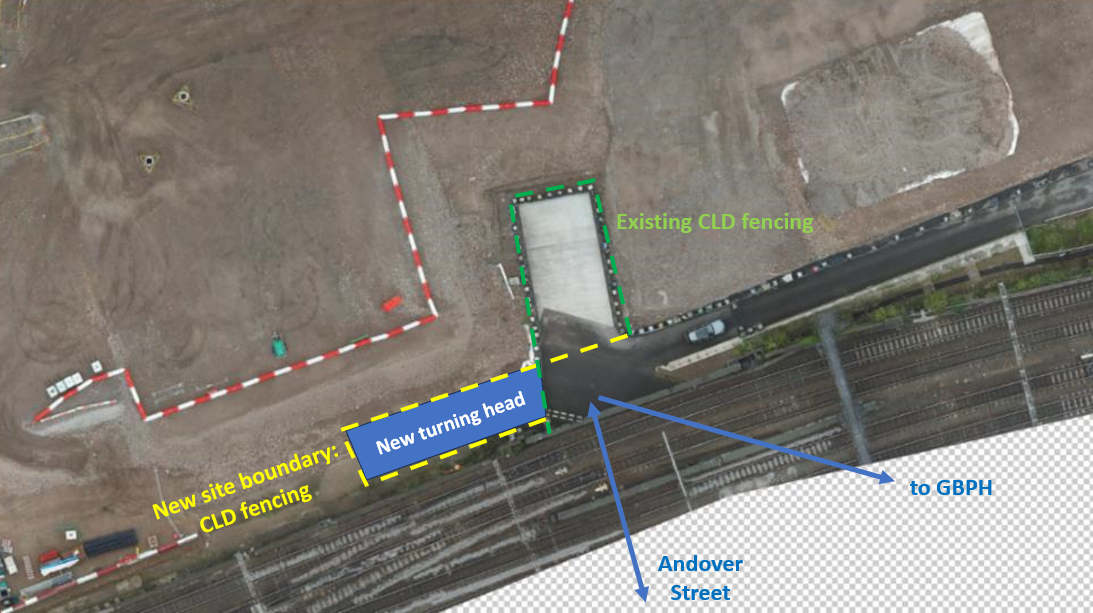 Existing CLD fencing
New turning head
New site boundary:
CLD fencing
to GBPH
Andover
Street